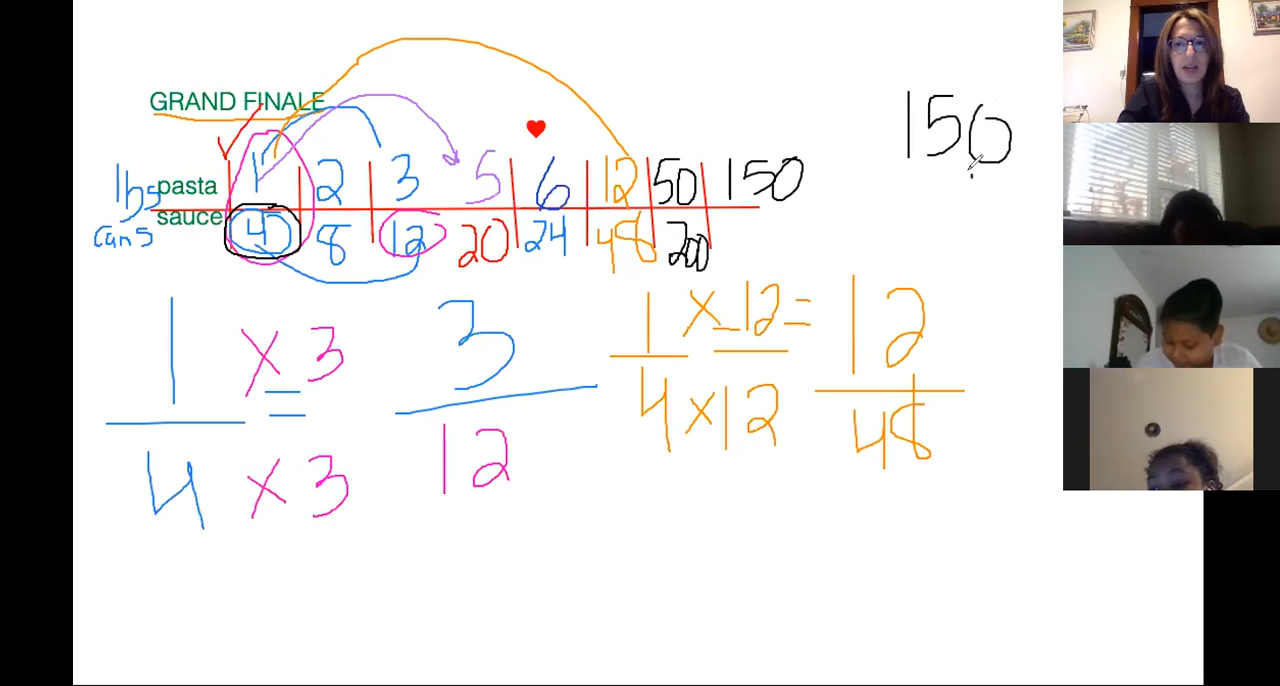 GRAND FINALE
150
lbs pasta 1 2 3 5 6 12 50 150
cans sauce 4 8 12 20 24 48 200
1 x 3 = 3
4 x 3 12
1 x 12 = 12
4 x 12 48